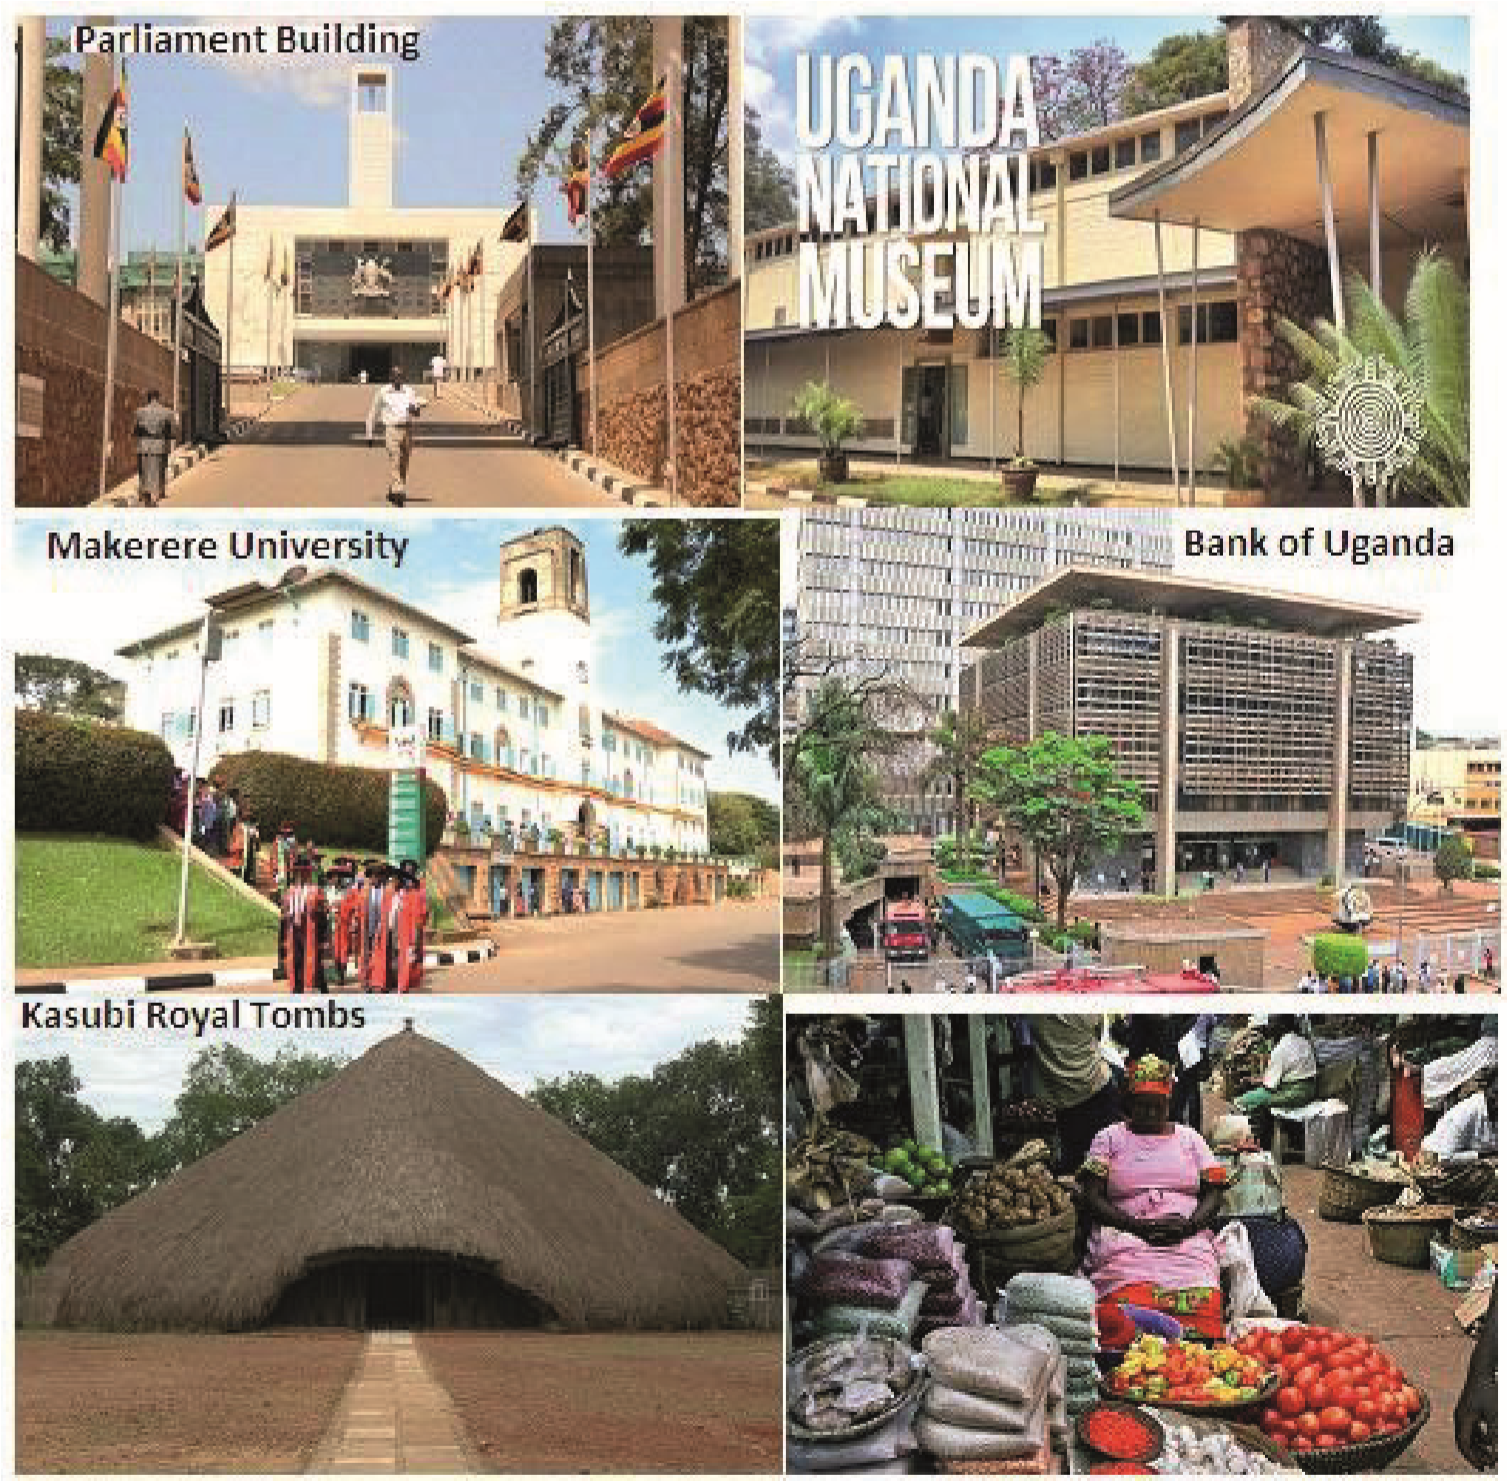 Parliament Building
UGANDA
NATIONAL
MUSEUM
Makerere University
Bank of Uganda
Kasubi Royal Tombs